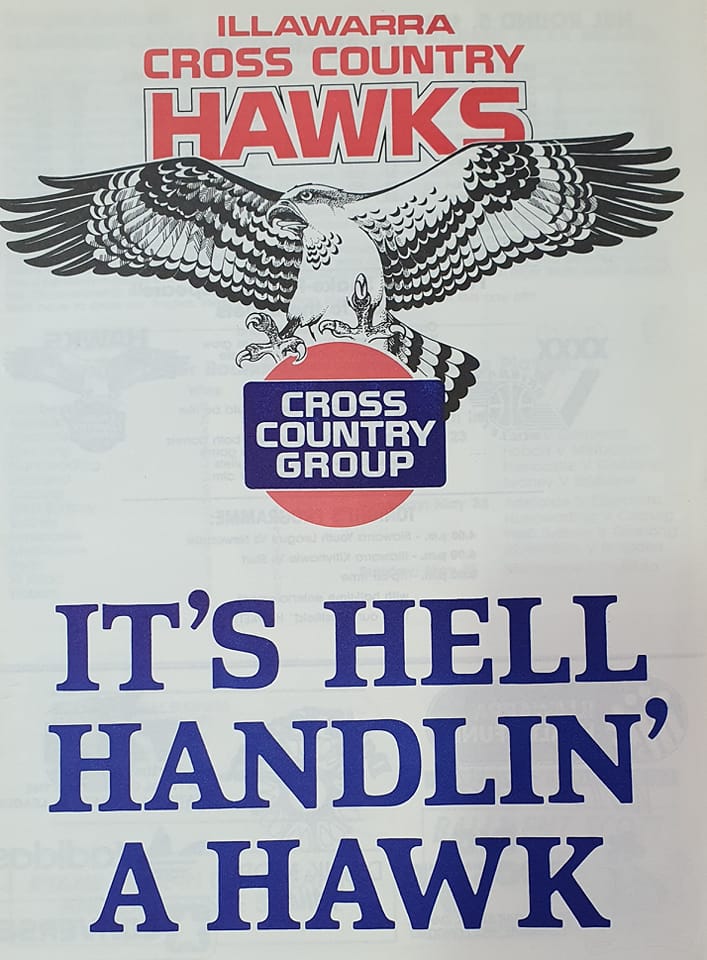 ILLAWARRA
CROSS COUNTRY
HAWKS
CROSS
COUNTRY
GROUP
IT'S HELL
HANDLIN'
A HAWK